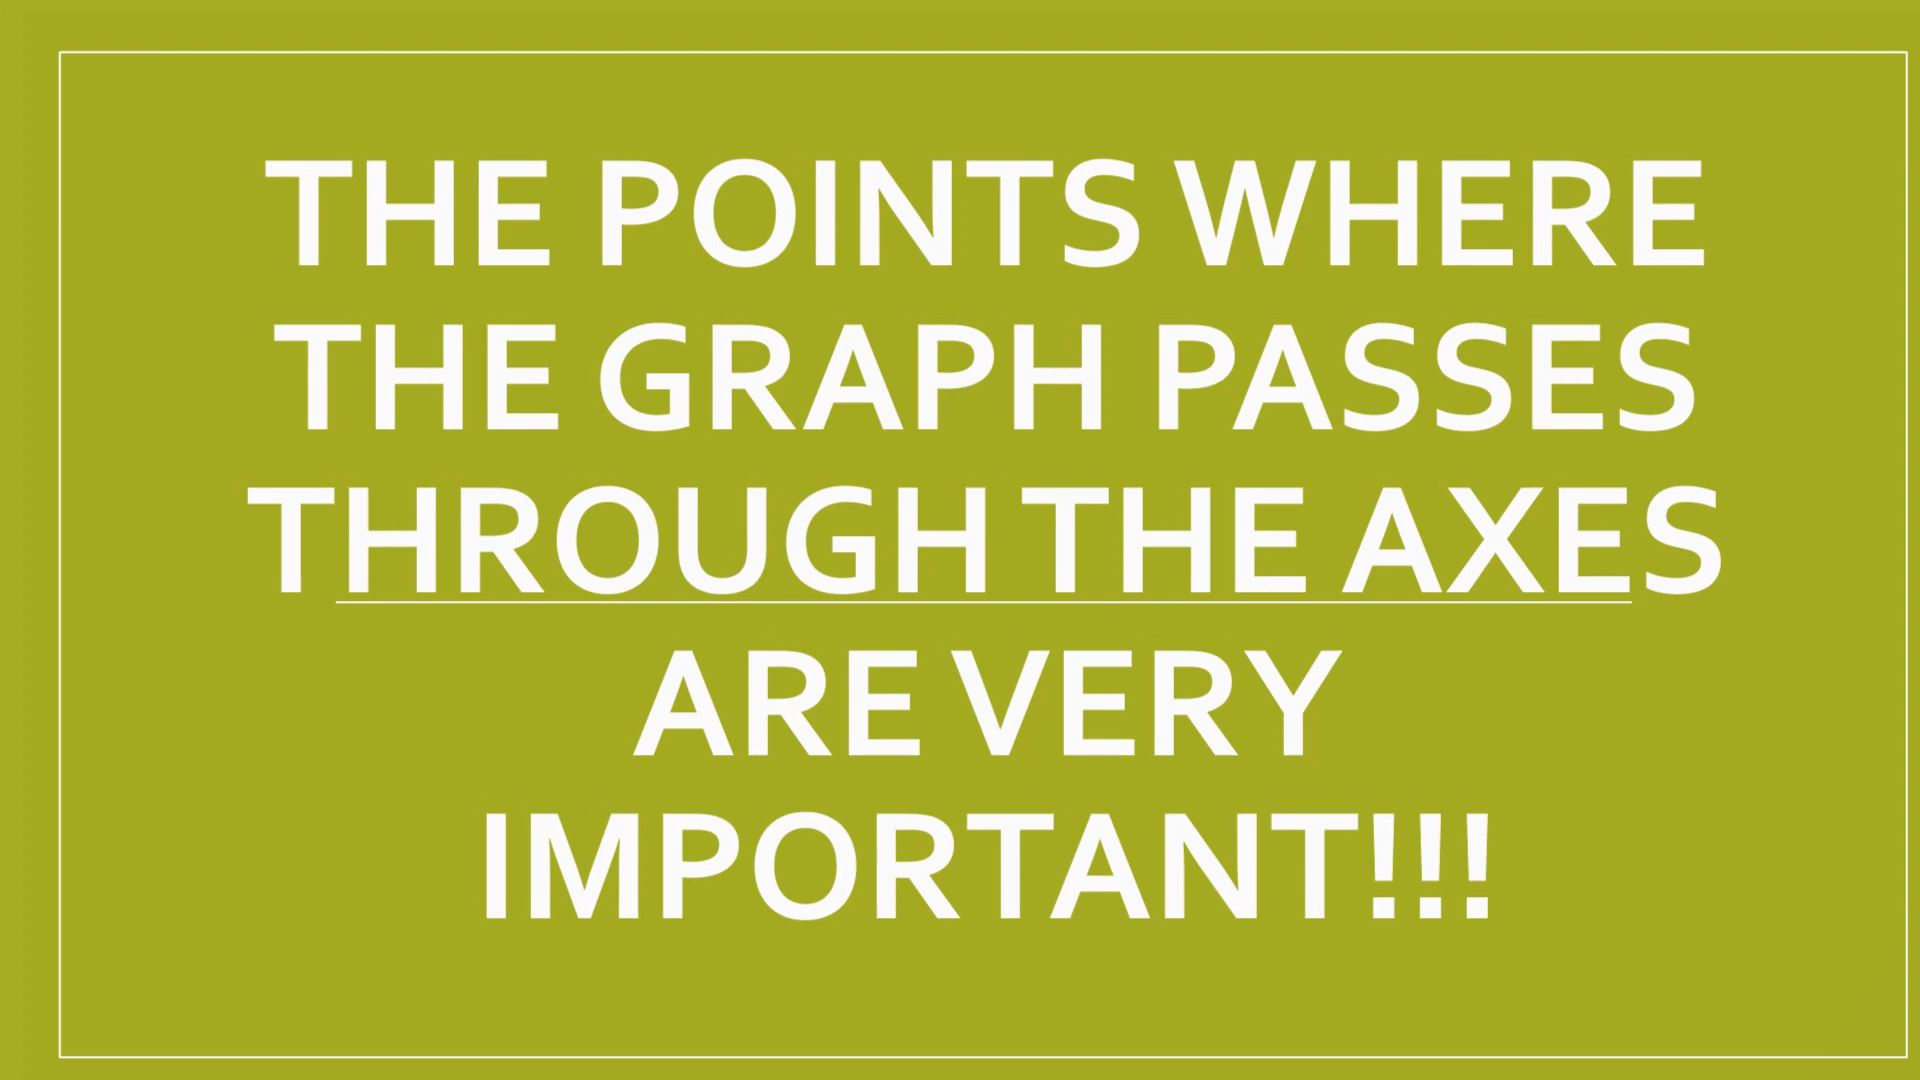 THE POINTS WHERE
THE GRAPH PASSES
THROUGH THE AXES
ARE VERY
IMPORTANT!!!